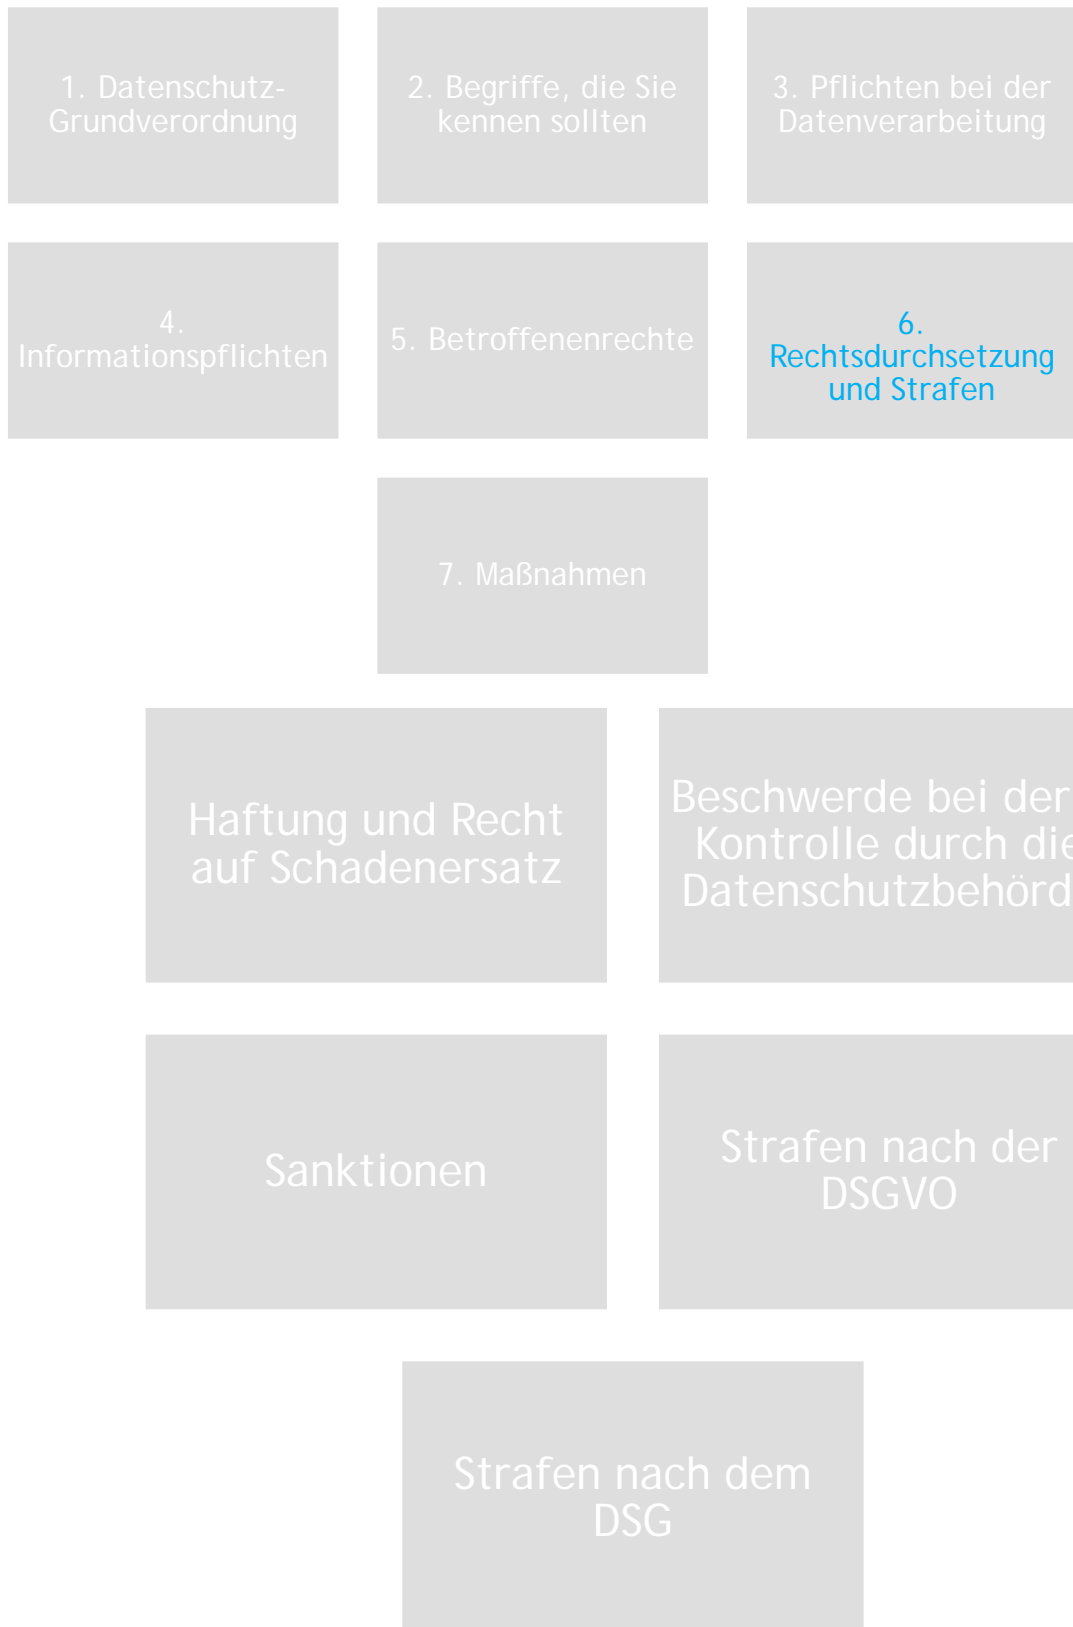 1. Datenschutz-
Grundverordnung
2. Begriffe, die Sie
kennen sollten
3. Pflichten bei der
Datenverarbeitung
4.
Informationspflichten
5. Betroffenenrechte
6.
Rechtsdurchsetzung
und Strafen
7. Maßnahmen
Haftung und Recht
auf Schadenersatz
Beschwerde bei der
Kontrolle durch die
Datenschutzbehörd
Sanktionen
Strafen nach der
DSGVO
Strafen nach dem
DSG